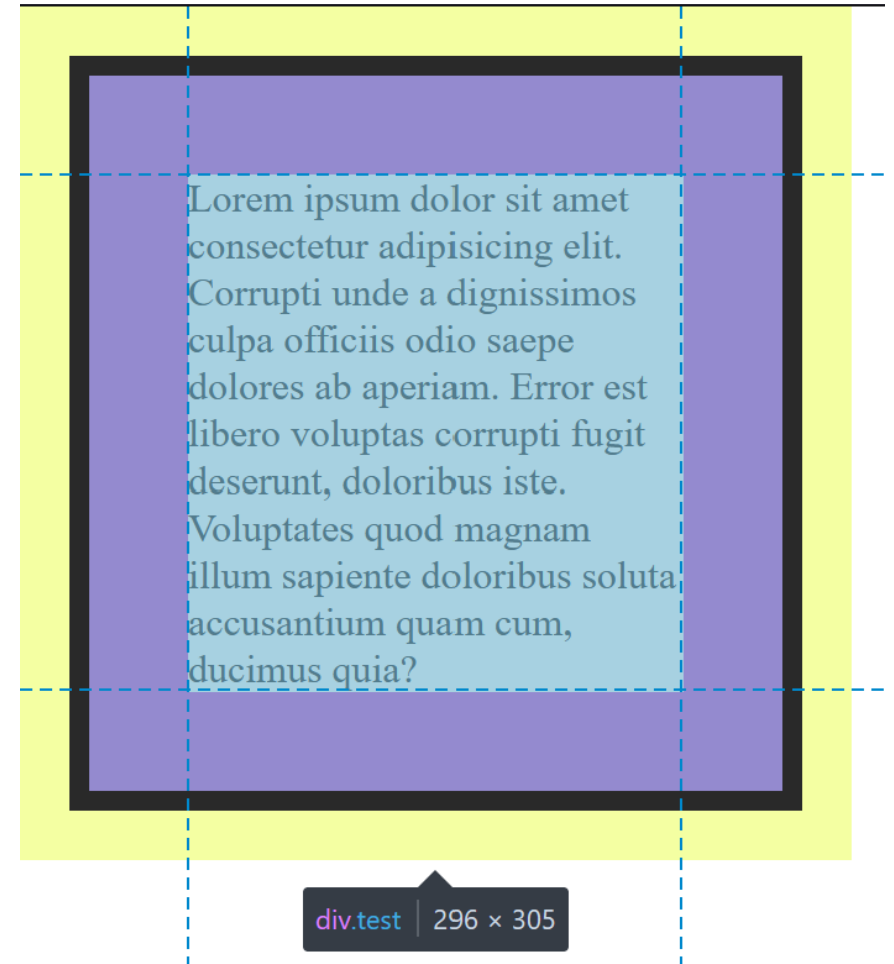 Lorem ipsum dolor sit amet
consectetur adipisicing elit.
Corrupti unde a dignissimos
culpa officiis odio saepe
dolores ab aperiam. Error est
libero voluptas corrupti fugit
deserunt, doloribus iste.
Voluptates quod magnam
illum sapiente doloribus soluta
accusantium quam cum,
ducimus quia?
div.test 296 × 305